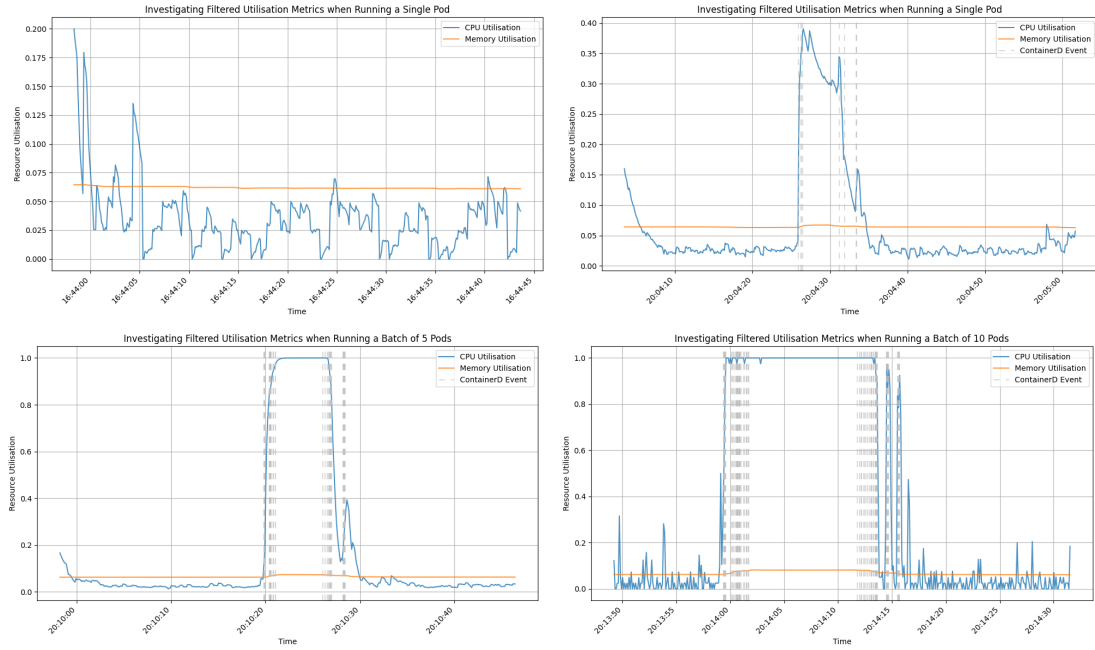 Investigating Filtered Utilisation Metrics when Running a Single Pod
0.200
0.175
0.150
0.125
0.100
0.075
0.050
0.025
0.000
Resource Utilisation
CPU Utilisation
Memory Utilisation
16:44:00
16:44:05
16:44:10
16:44:15
16:44:20
16:44:25
16:44:30
16:44:35
16:44:40
16:44:45
Time
Investigating Filtered Utilisation Metrics when Running a Single Pod
0.40
0.35
0.30
0.25
0.20
0.15
0.10
0.05
0.00
Resource Utilisation
CPU Utilisation
Memory Utilisation
ContainerD Event
20:04:10
20:04:20
20:04:30
20:04:40
20:04:50
20:05:00
Time
Investigating Filtered Utilisation Metrics when Running a Batch of 5 Pods
1.0
0.8
0.6
0.4
0.2
0.0
Resource Utilisation
CPU Utilisation
Memory Utilisation
ContainerD Event
20:10:00
20:10:10
20:10:20
20:10:30
20:10:40
Time
Investigating Filtered Utilisation Metrics when Running a Batch of 10 Pods
1.0
0.8
0.6
0.4
0.2
0.0
Resource Utilisation
CPU Utilisation
Memory Utilisation
ContainerD Event
20:13:50
20:13:55
20:14:00
20:14:05
20:14:10
20:14:15
20:14:20
20:14:25
20:14:30
Time